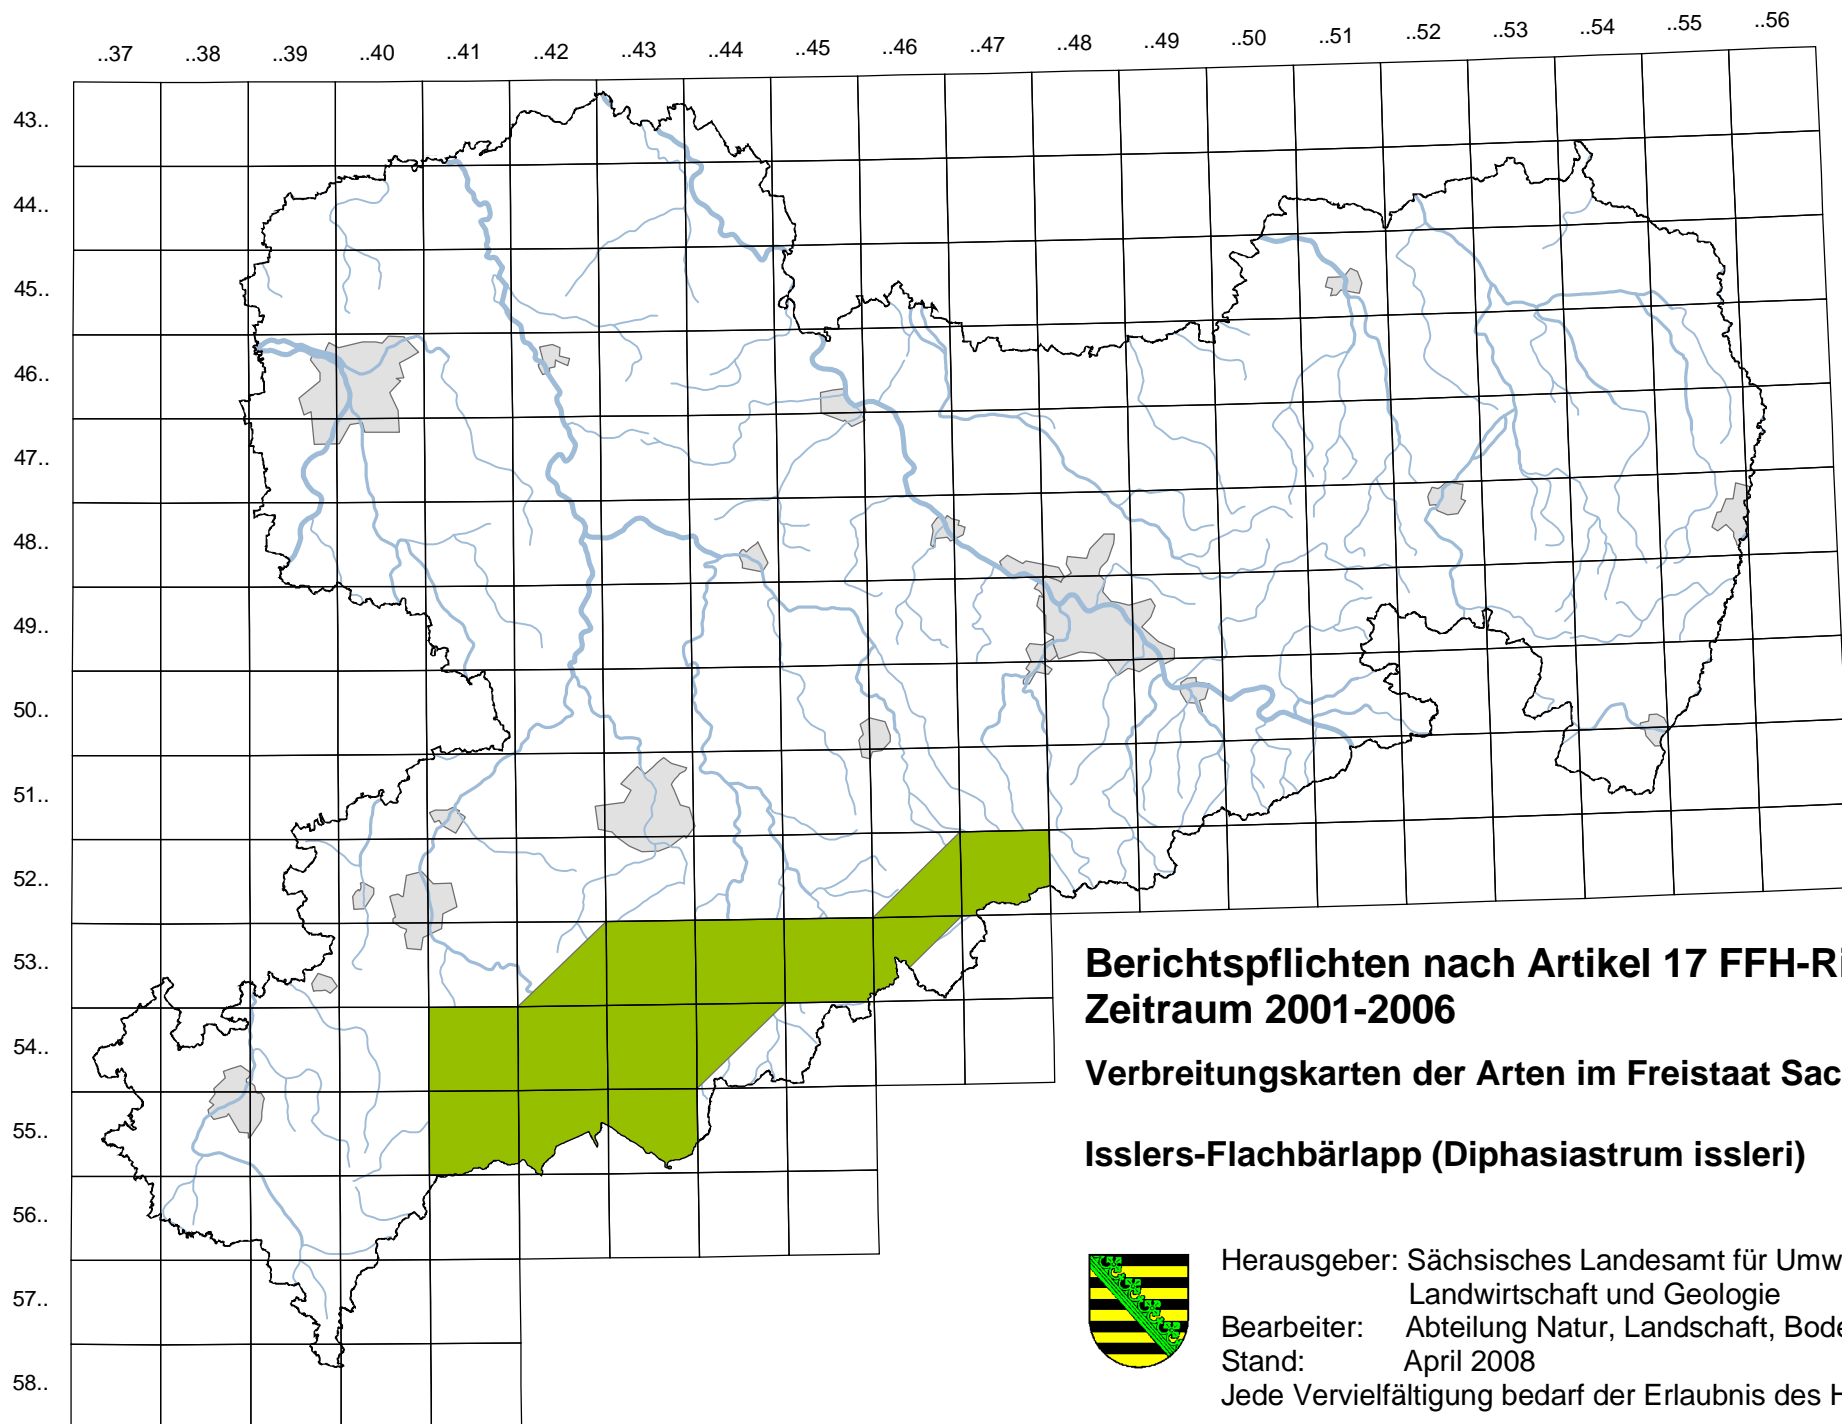 ..37 ..38 ..39 ..40 ..41 ..42 ..43 ..44 ..45 ..46 ..47 ..48 ..49 ..50 ..51 ..52 ..53 ..54 ..55 ..56
43..
44..
45..
46..
47..
48..
49..
50..
51..
52..
53..
54..
55..
56..
57..
58..
Berichtspflichten nach Artikel 17 FFH-Ri
Zeitraum 2001-2006
Verbreitungskarten der Arten im Freistaat Sac
Isslers-Flachbärlapp (Diphasiastrum issleri)
Herausgeber: Sächsisches Landesamt für Umw
Landwirtschaft und Geologie
Bearbeiter: Abteilung Natur, Landschaft, Bode
Stand: April 2008
Jede Vervielfältigung bedarf der Erlaubnis des H